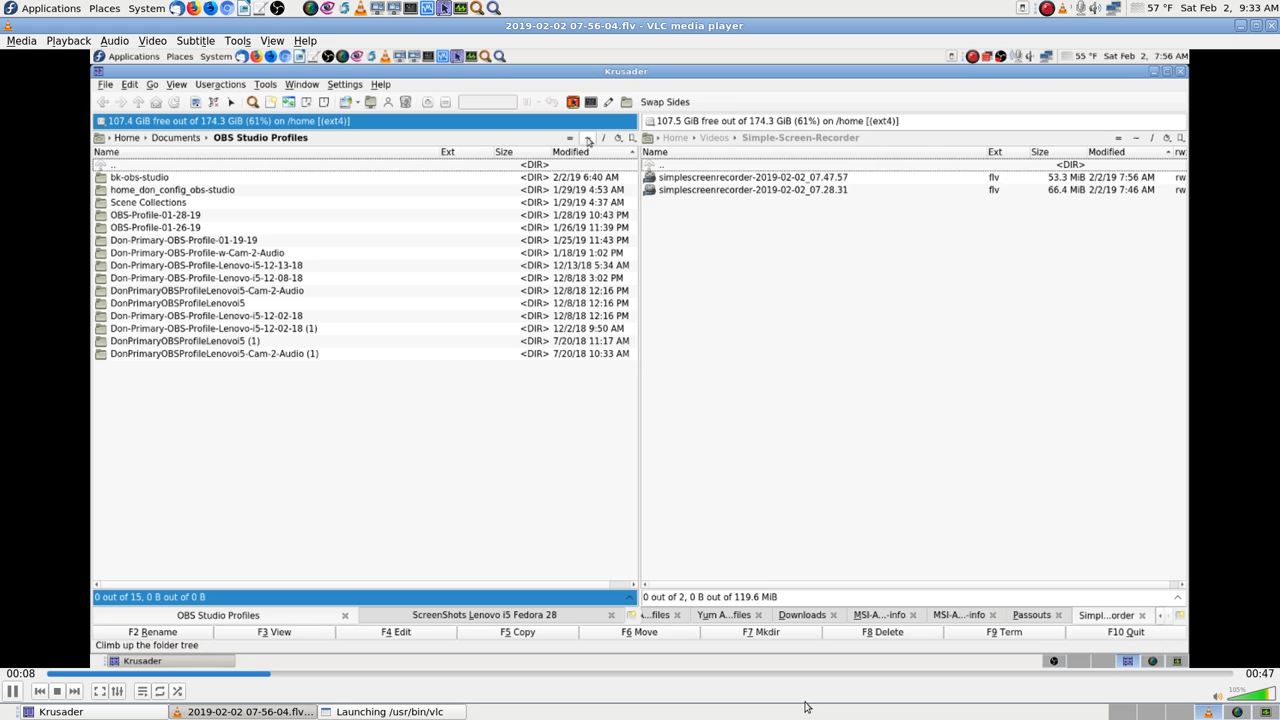 Applications Places System 57 °F Sat Feb 2, 9:33 AM
2019-02-02 07-56-04.flv - VLC media player
Media Playback Audio Video Subtitle Tools View Help
Applications Places System 55 °F Sat Feb 2, 7:56 AM
Krusader
File Edit Go View Useractions Tools Window Settings Help
Swap Sides
107.4 GiB free out of 174.3 GiB (61%) on /home [(ext4)] 107.5 GiB free out of 174.3 GiB (61%) on /home [(ext4)]
Home Documents OBS Studio Profiles = / Home Videos Simple-Screen-Recorder = ~ /
Name Ext Size Modified Name Ext Size Modified rw
.. <DIR> .. <DIR>
bk-obs-studio <DIR> 2/2/19 6:40 AM simplescreenrecorder-2019-02-02_07.47.57 flv 53.3 MiB 2/2/19 7:56 AM rw
home_don_config_obs-studio <DIR> 1/29/19 4:53 AM simplescreenrecorder-2019-02-02_07.28.31 flv 66.4 MiB 2/2/19 7:46 AM rw
Scene Collections <DIR> 1/29/19 4:37 AM
OBS-Profile-01-28-19 <DIR> 1/28/19 10:43 PM
OBS-Profile-01-26-19 <DIR> 1/26/19 11:39 PM
Don-Primary-OBS-Profile-01-19-19 <DIR> 1/25/19 11:43 PM
Don-Primary-OBS-Profile-w-Cam-2-Audio <DIR> 1/18/19 1:02 PM
Don-Primary-OBS-Profile-Lenovo-i5-12-13-18 <DIR> 12/13/18 5:34 AM
Don-Primary-OBS-Profile-Lenovo-i5-12-08-18 <DIR> 12/8/18 3:02 PM
DonPrimaryOBSProfileLenovoi5-Cam-2-Audio <DIR> 12/8/18 12:16 PM
DonPrimaryOBSProfileLenovoi5 <DIR> 12/8/18 12:16 PM
Don-Primary-OBS-Profile-Lenovo-i5-12-02-18 <DIR> 12/8/18 12:16 PM
Don-Primary-OBS-Profile-Lenovo-i5-12-02-18 (1) <DIR> 12/2/18 9:50 AM
DonPrimaryOBSProfileLenovoi5 (1) <DIR> 7/20/18 11:17 AM
DonPrimaryOBSProfileLenovoi5-Cam-2-Audio (1) <DIR> 7/20/18 10:33 AM
0 out of 15, 0 B out of 0 B 0 out of 2, 0 B out of 119.6 MiB
OBS Studio Profiles ScreenShots Lenovo i5 Fedora 28 ...files Yum A...files Downloads MSI-A...-info MSI-A...-info Passouts Simpl...order
F2 Rename F3 View F4 Edit F5 Copy F6 Move F7 Mkdir F8 Delete F9 Term F10 Quit
Climb up the folder tree
Krusader
00:08 00:47
105%
Krusader 2019-02-02 07-56-04.flv... Launching /usr/bin/vlc